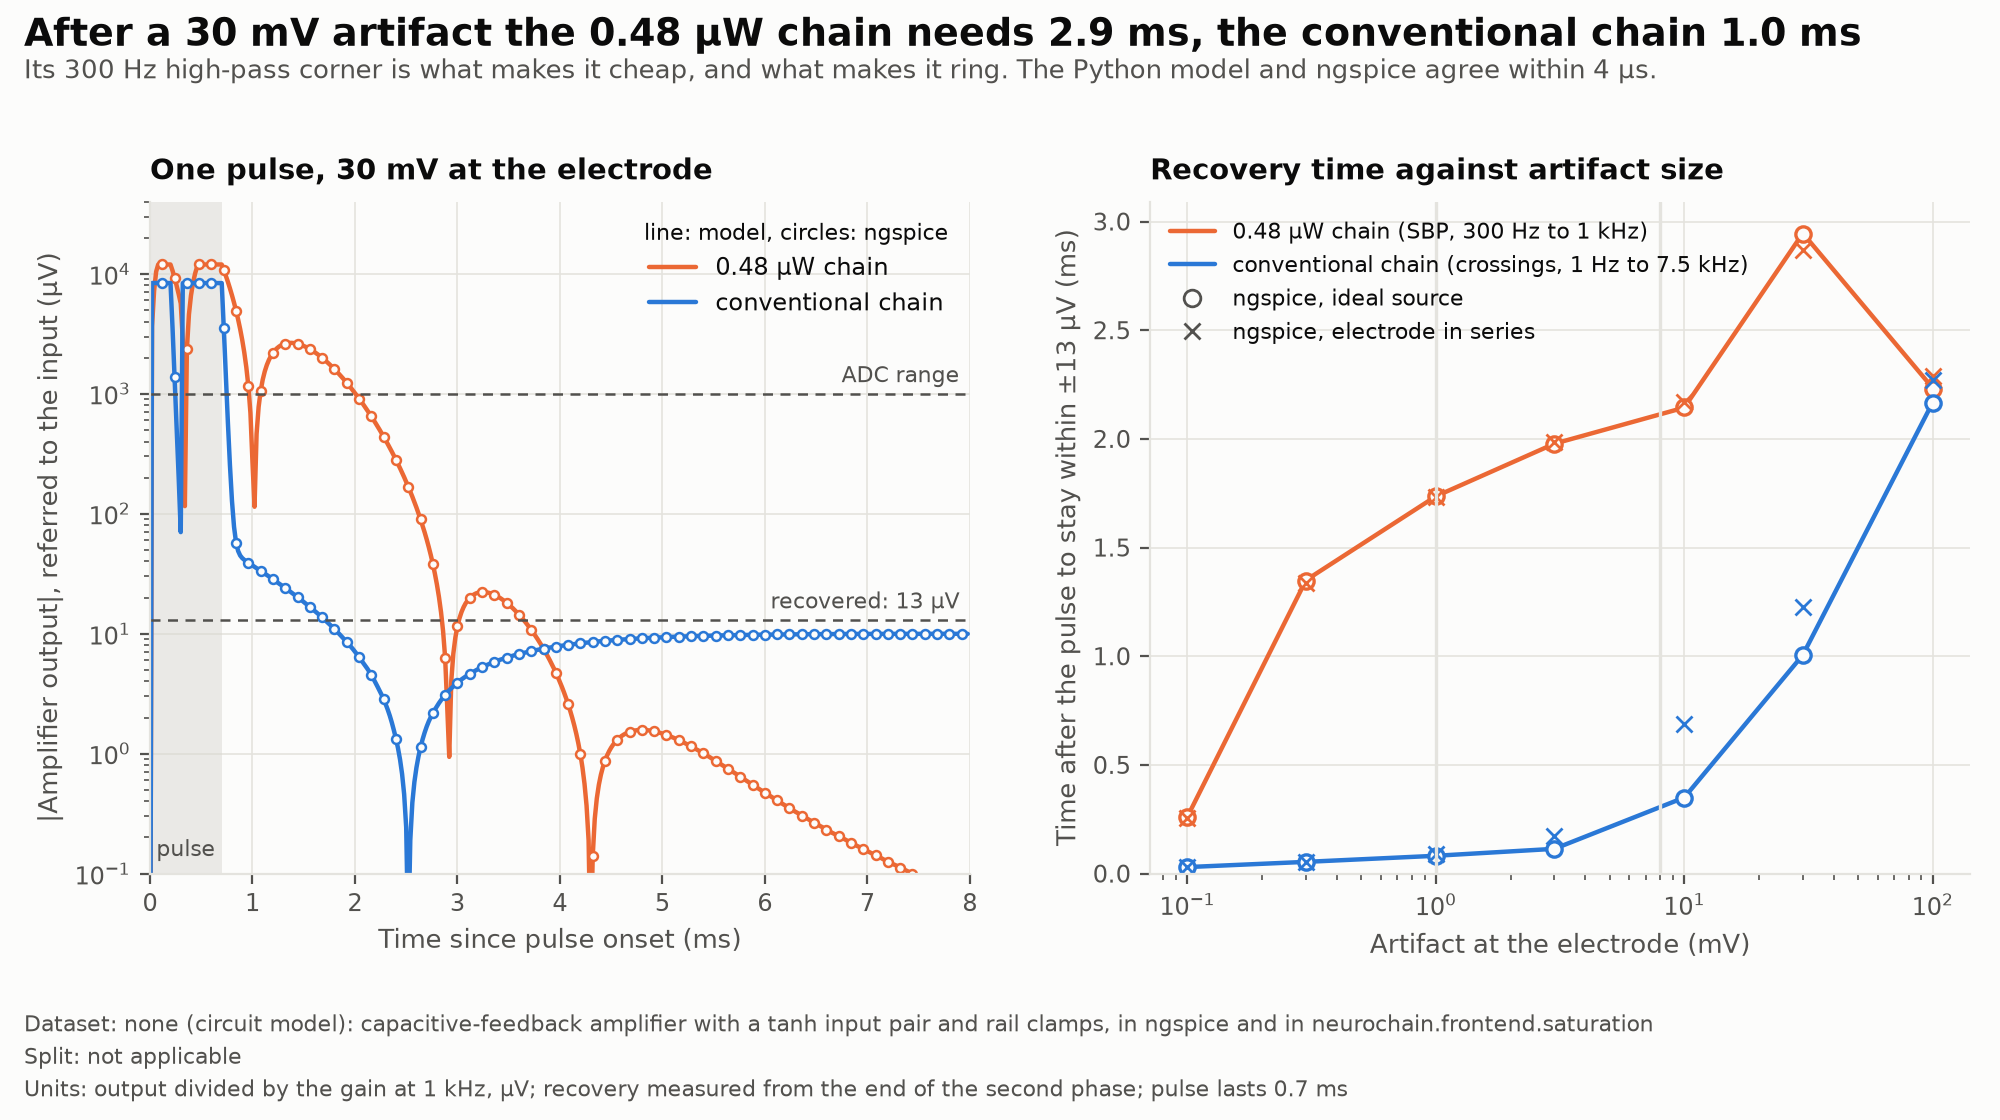 After a 30 mV artifact the 0.48 µW chain needs 2.9 ms, the conventional chain 1.0 ms
Its 300 Hz high-pass corner is what makes it cheap, and what makes it ring. The Python model and ngspice agree within 4 µs.
One pulse, 30 mV at the electrode
|Amplifier output|, referred to the input (µV)
10⁴
10³
10²
10¹
10⁰
10⁻¹
line: model, circles: ngspice
0.48 µW chain
conventional chain
ADC range
recovered: 13 µV
pulse
0 1 2 3 4 5 6 7 8
Time since pulse onset (ms)
Recovery time against artifact size
Time after the pulse to stay within ±13 µV (ms)
3.0
2.5
2.0
1.5
1.0
0.5
0.0
0.48 µW chain (SBP, 300 Hz to 1 kHz)
conventional chain (crossings, 1 Hz to 7.5 kHz)
ngspice, ideal source
ngspice, electrode in series
10⁻¹ 10⁰ 10¹ 10²
Artifact at the electrode (mV)
Dataset: none (circuit model): capacitive-feedback amplifier with a tanh input pair and rail clamps, in ngspice and in neurochain.frontend.saturation
Split: not applicable
Units: output divided by the gain at 1 kHz, µV; recovery measured from the end of the second phase; pulse lasts 0.7 ms